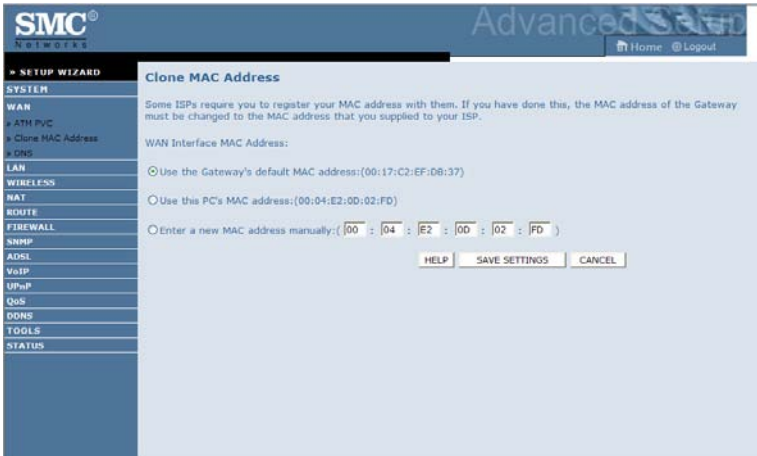 SMC®
Networks
Advanced Setup
Home Logout
» SETUP WIZARD
SYSTEM
WAN
» ATM PVC
» Clone MAC Address
» DNS
LAN
WIRELESS
NAT
ROUTE
FIREWALL
SNMP
ADSL
VoIP
UPnP
QoS
DDNS
TOOLS
STATUS
Clone MAC Address
Some ISPs require you to register your MAC address with them. If you have done this, the MAC address of the Gateway
must be changed to the MAC address that you supplied to your ISP.
WAN Interface MAC Address:
Use the Gateway's default MAC address:(00:17:C2:EF:DB:37)
Use this PC's MAC address:(00:04:E2:0D:02:FD)
Enter a new MAC address manually:( 00 : 04 : E2 : 0D : 02 : FD )
HELP SAVE SETTINGS CANCEL